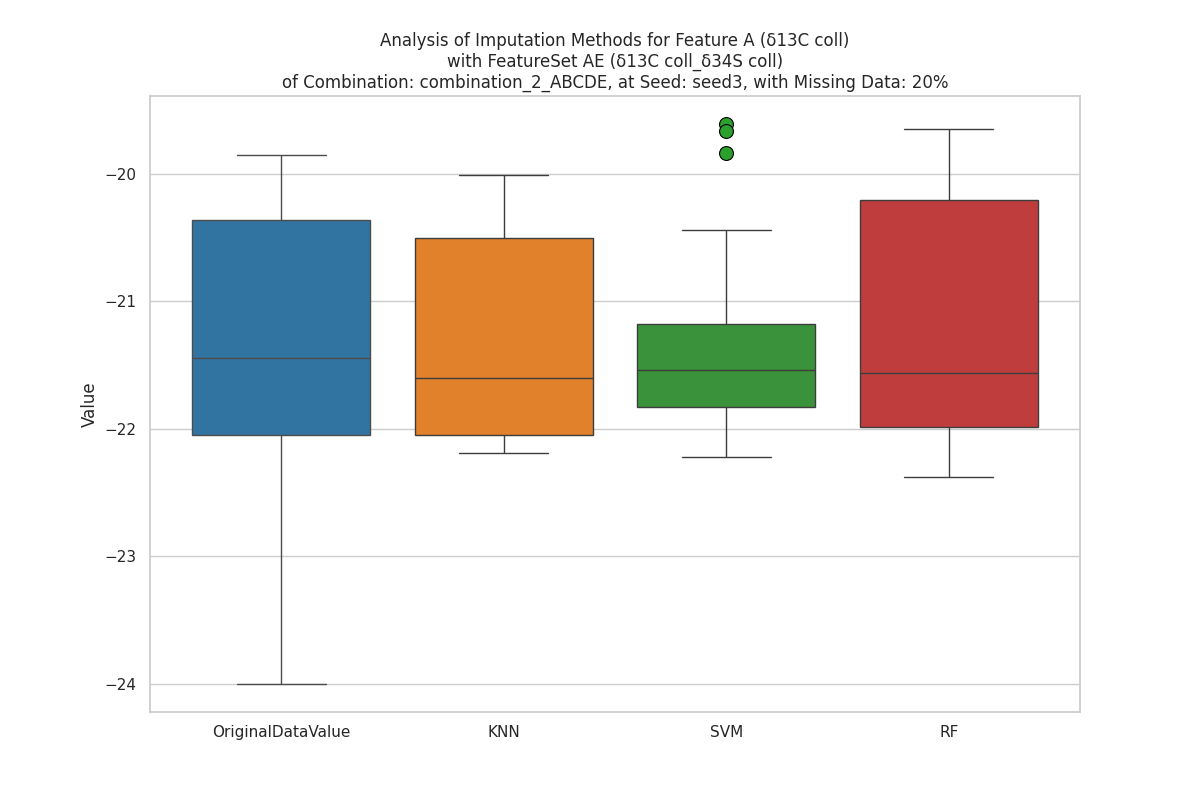 Analysis of Imputation Methods for Feature A (δ13C coll)
with FeatureSet AE (δ13C coll_δ34S coll)
of Combination: combination_2_ABCDE, at Seed: seed3, with Missing Data: 20%
Value
−20
−21
−22
−23
−24
OriginalDataValue
KNN
SVM
RF